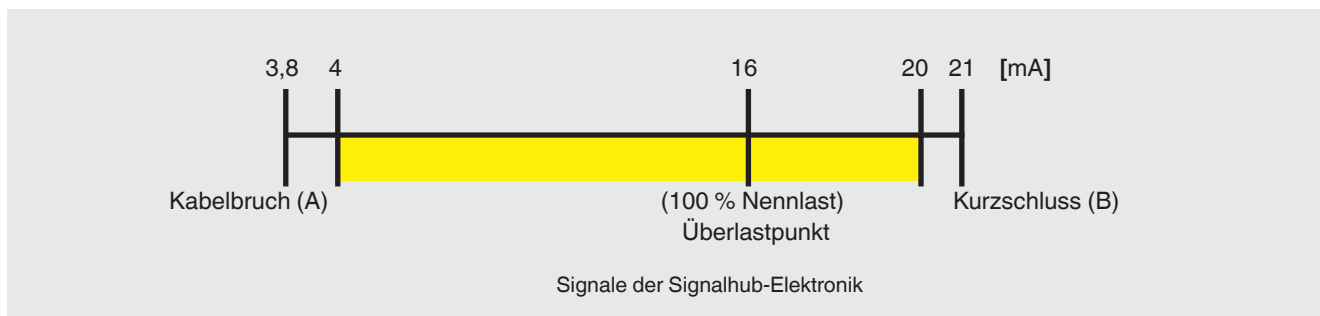 3,8 4 16 20 21 [mA]
Kabelbruch (A) (100 % Nennlast) Kurzschluss (B)
Überlastpunkt
Signale der Signalhub-Elektronik